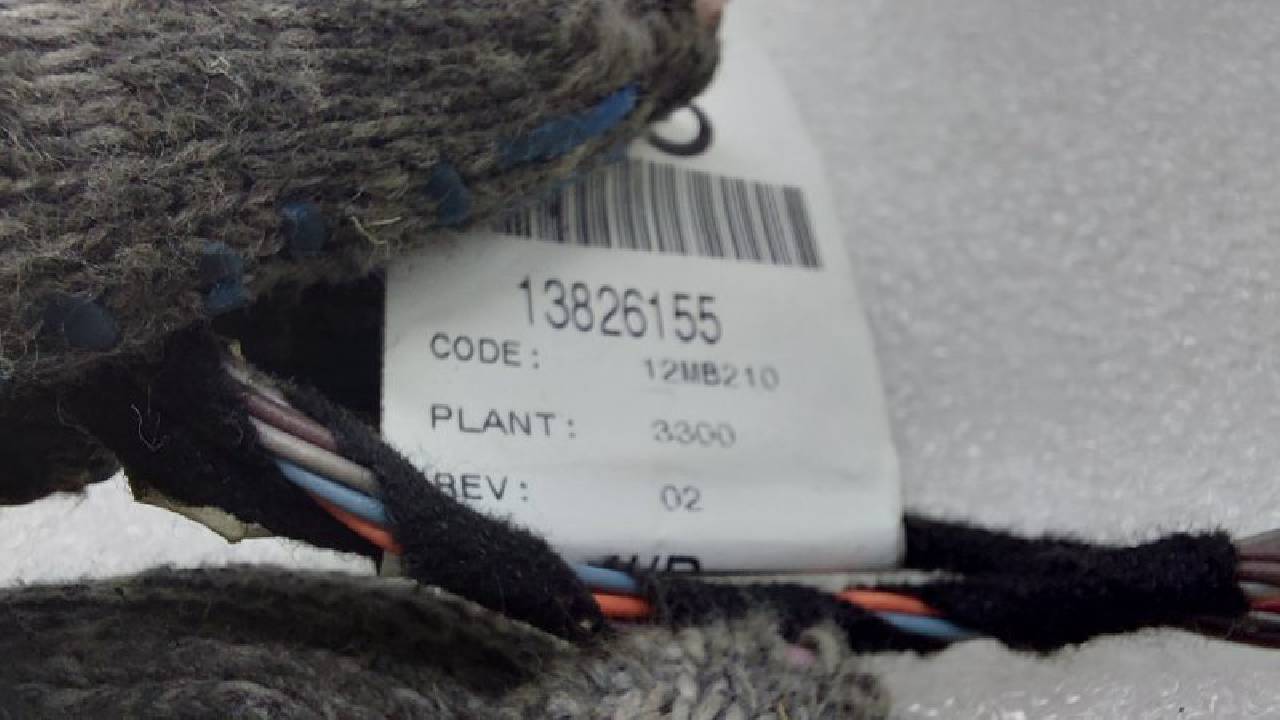 13826155
CODE: 12MB210
PLANT: 3300
REV: 02